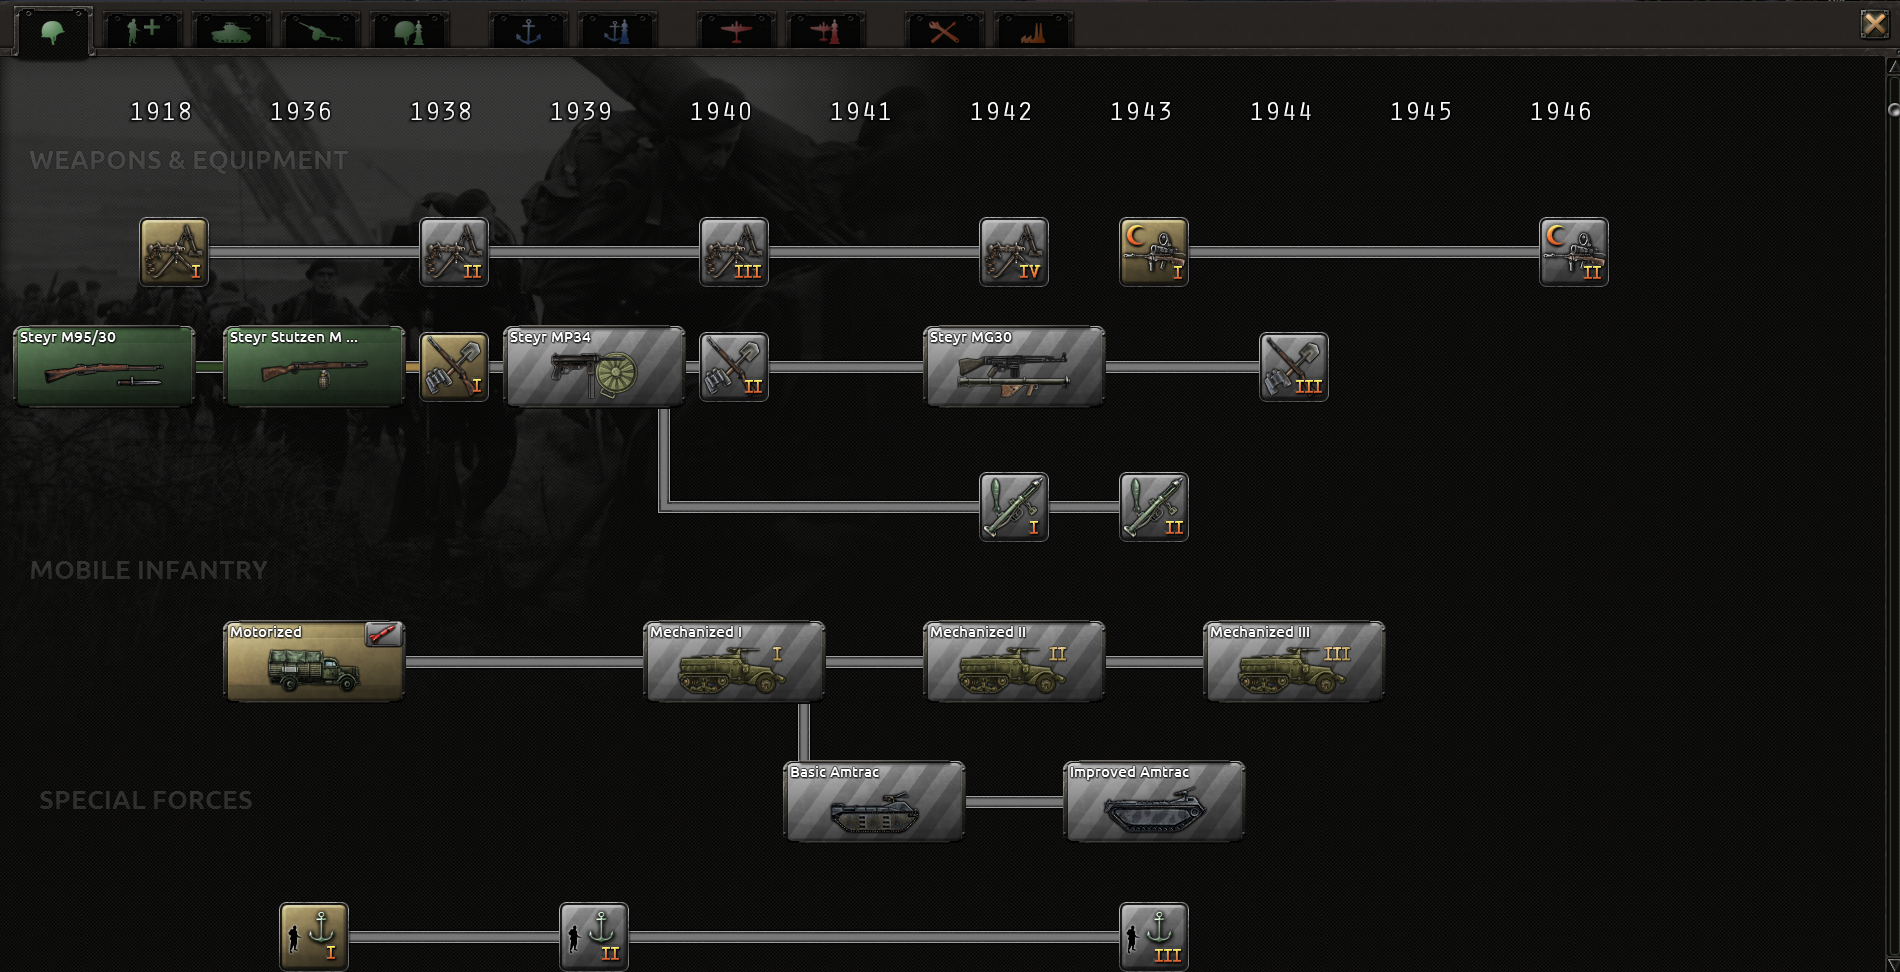 1918 1936 1938 1939 1940 1941 1942 1943 1944 1945 1946
WEAPONS & EQUIPMENT
I II III IV I II
Steyr M95/30 Steyr Stutzen M ... I Steyr MP34 II Steyr MG30 III
I II
MOBILE INFANTRY
Motorized Mechanized I Mechanized II Mechanized III
I II III
Basic Amtrac Improved Amtrac
SPECIAL FORCES
I II III